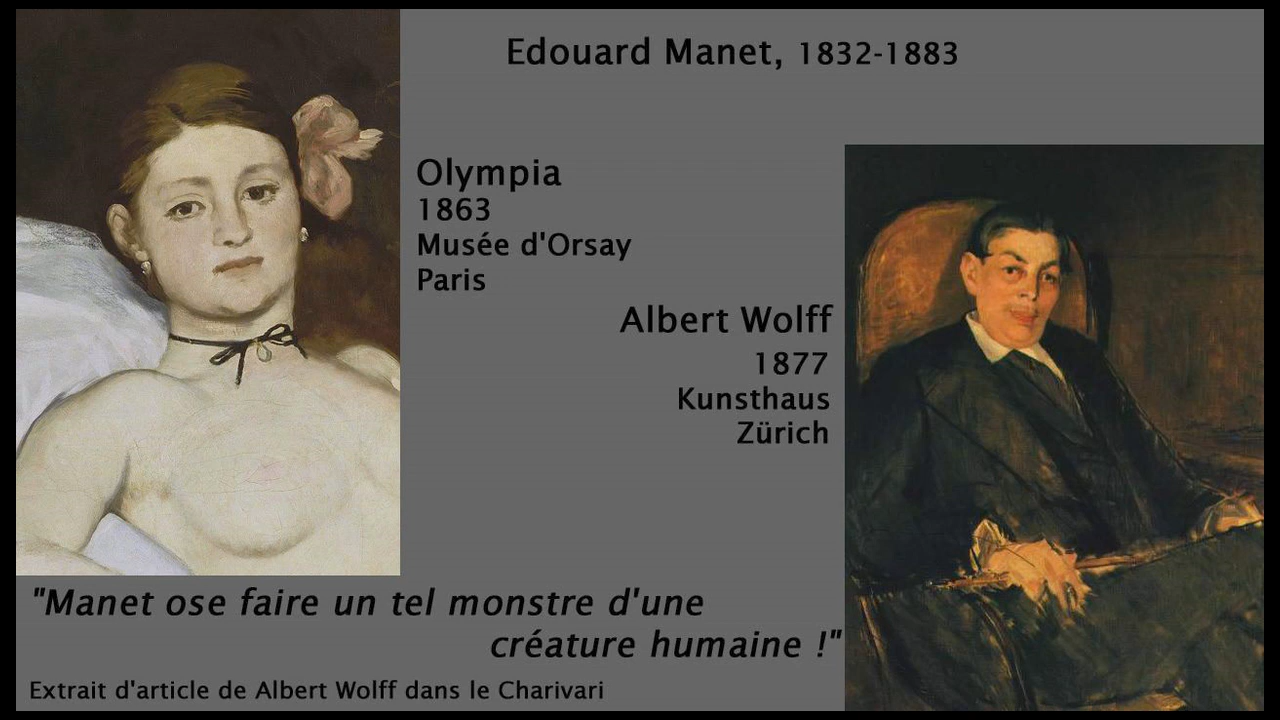 Edouard Manet, 1832-1883
Olympia
1863
Musée d'Orsay
Paris
Albert Wolff
1877
Kunsthaus
Zürich
"Manet ose faire un tel monstre d'une
créature humaine !"
Extrait d'article de Albert Wolff dans le Charivari